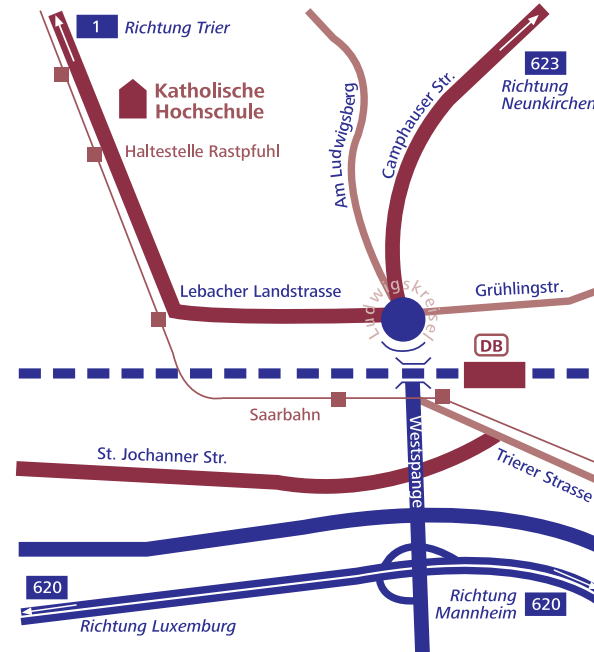 1 Richtung Trier
623
Richtung
Neunkirchen
Katholische
Hochschule
Haltestelle Rastpfuhl
Am Ludwigsberg
Camphauser Str.
Lebacher Landstrasse
Ludwigskreisel
Grühlingstr.
DB
Saarbahn
Westspange
St. Jochanner Str.
Trierer Strasse
620
Richtung Luxemburg
Richtung
Mannheim
620